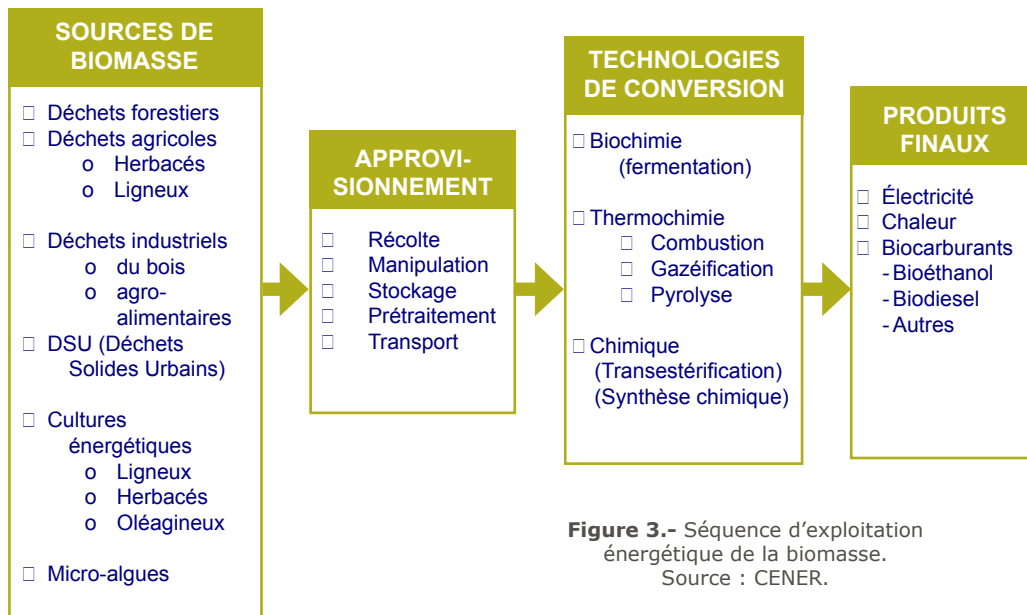 SOURCES DE
BIOMASSE
□ Déchets forestiers
□ Déchets agricoles
o Herbacés
o Ligneux
□ Déchets industriels
o du bois
o agro-
alimentaires
□ DSU (Déchets
Solides Urbains)
□ Cultures
énergétiques
o Ligneux
o Herbacés
o Oléagineux
□ Micro-algues
APPROVI-
SIONNEMENT
□ Récolte
□ Manipulation
□ Stockage
□ Prétraitement
□ Transport
TECHNOLOGIES
DE CONVERSION
□ Biochimie
(fermentation)
□ Thermochimie
□ Combustion
□ Gazéification
□ Pyrolyse
□ Chimique
(Transestérification)
(Synthèse chimique)
PRODUITS
FINAUX
□ Électricité
□ Chaleur
□ Biocarburants
- Bioéthanol
- Biodiesel
- Autres
Figure 3.- Séquence d’exploitation
énergétique de la biomasse.
Source : CENER.